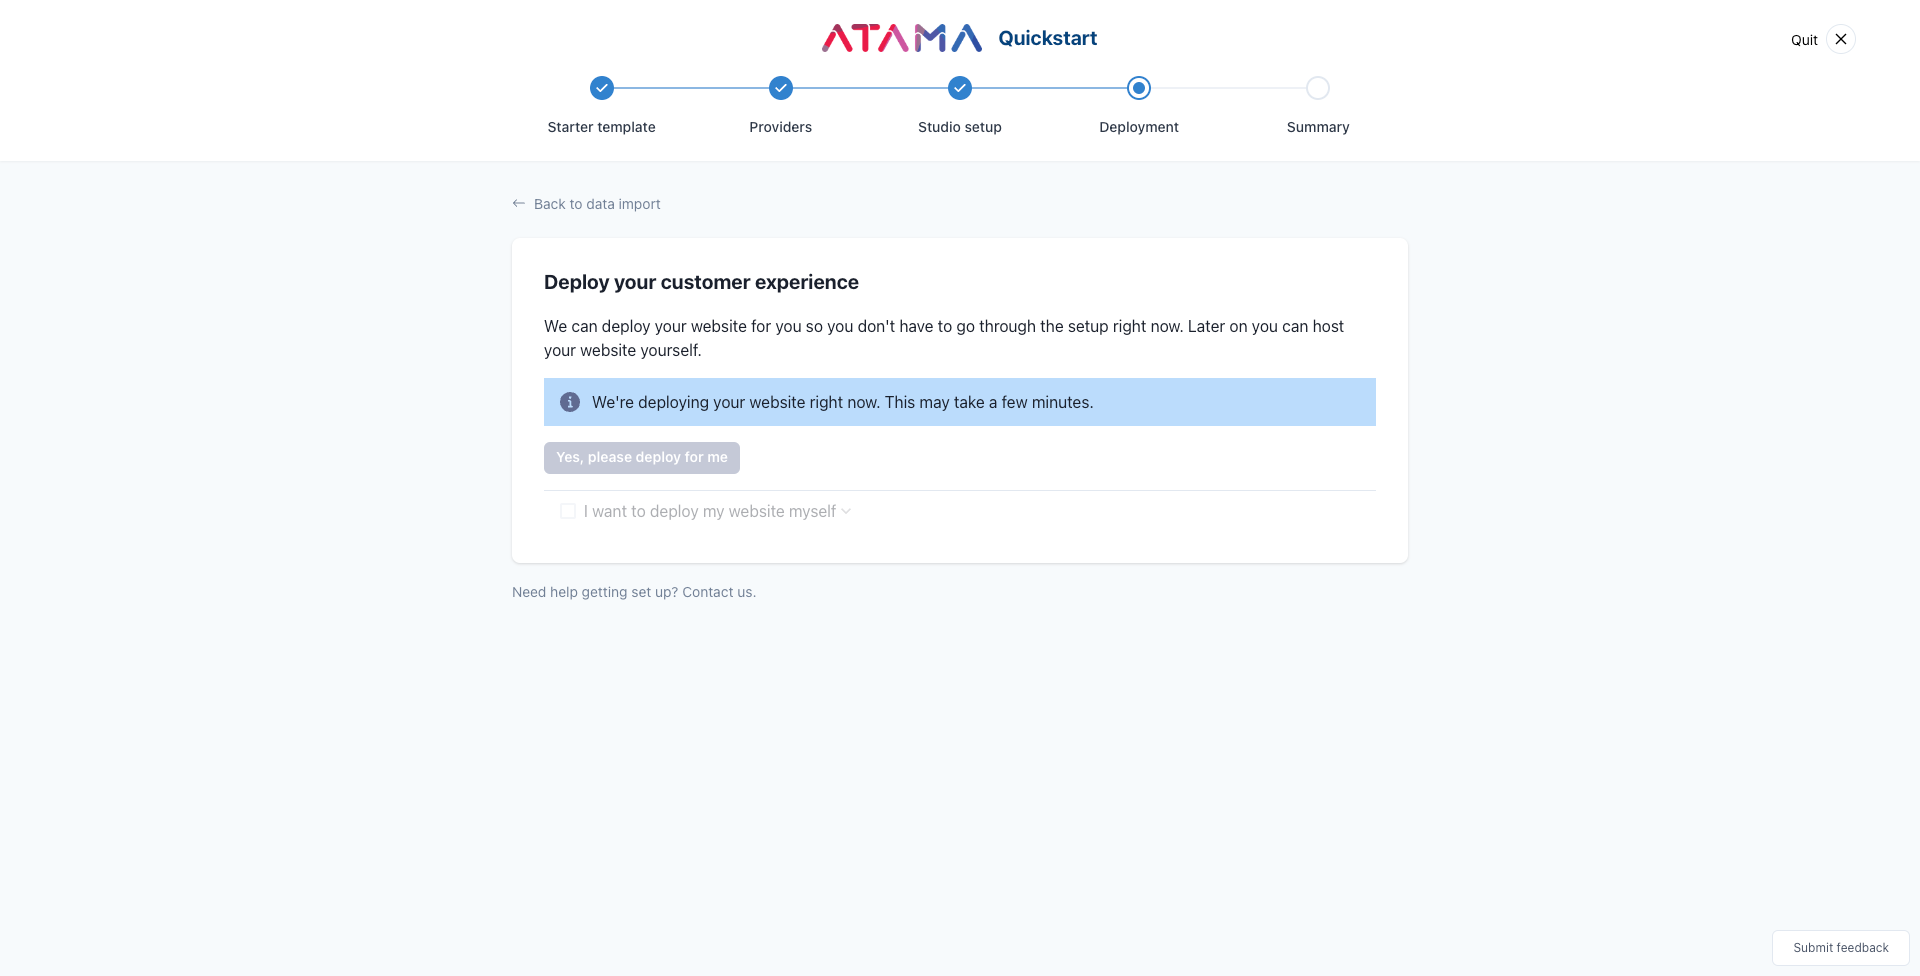 ATAMA Quickstart
Quit
Starter template
Providers
Studio setup
Deployment
Summary
Back to data import
Deploy your customer experience
We can deploy your website for you so you don't have to go through the setup right now. Later on you can host
your website yourself.
We're deploying your website right now. This may take a few minutes.
Yes, please deploy for me
I want to deploy my website myself
Need help getting set up? Contact us.
Submit feedback